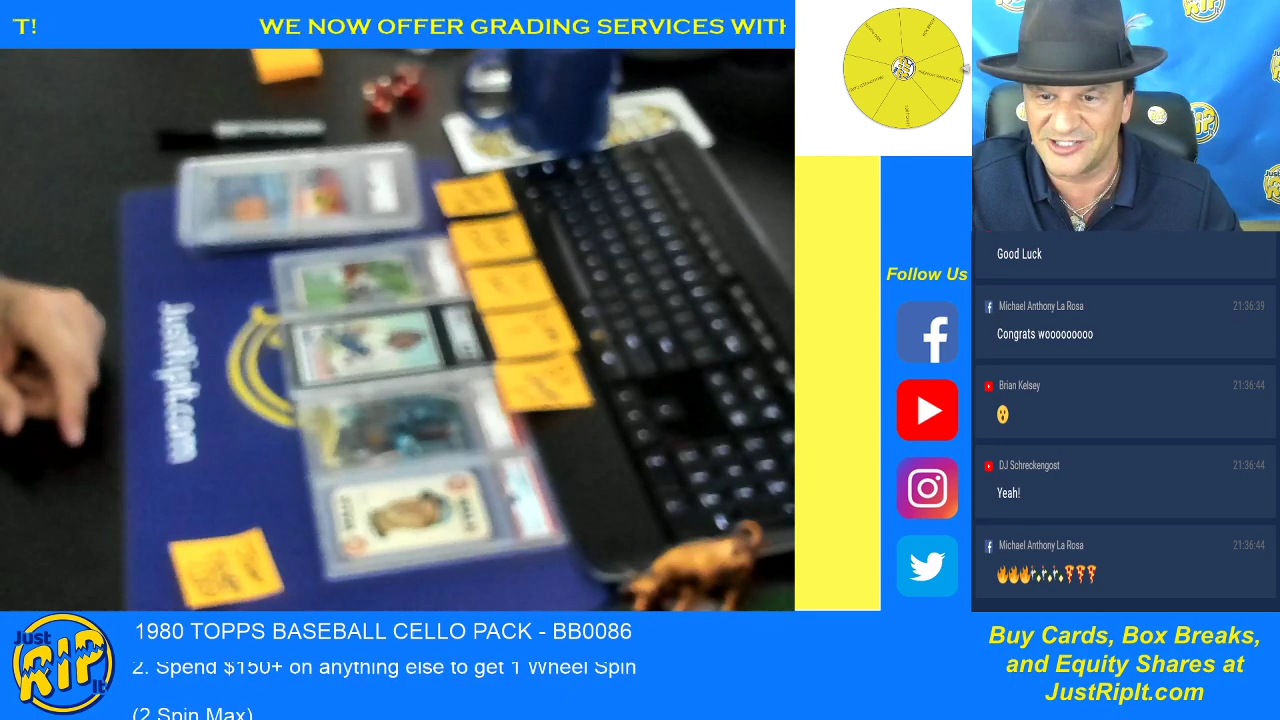 T!
WE NOW OFFER GRADING SERVICES WITH
Follow Us
Good Luck
Michael Anthony La Rosa
21:36:39
Congrats wooooooooo
Brian Kelsey
21:36:44
DJ Schreckengost
21:36:44
Yeah!
Michael Anthony La Rosa
21:36:44
JustRipIt.com
Just
RIP
It
1980 TOPPS BASEBALL CELLO PACK - BB0086
2. Spend $150+ on anything else to get 1 Wheel Spin
(2 Spin Max)
Buy Cards, Box Breaks,
and Equity Shares at
JustRipIt.com